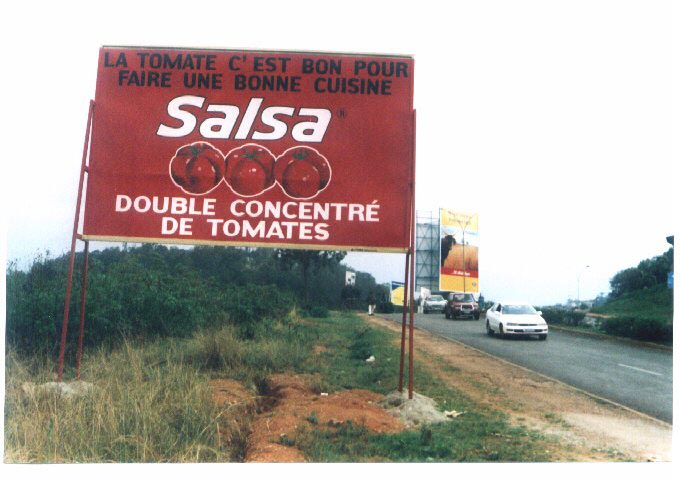 LA TOMATE C'EST BON POUR
FAIRE UNE BONNE CUISINE
Salsa®
DOUBLE CONCENTRÉ
DE TOMATES